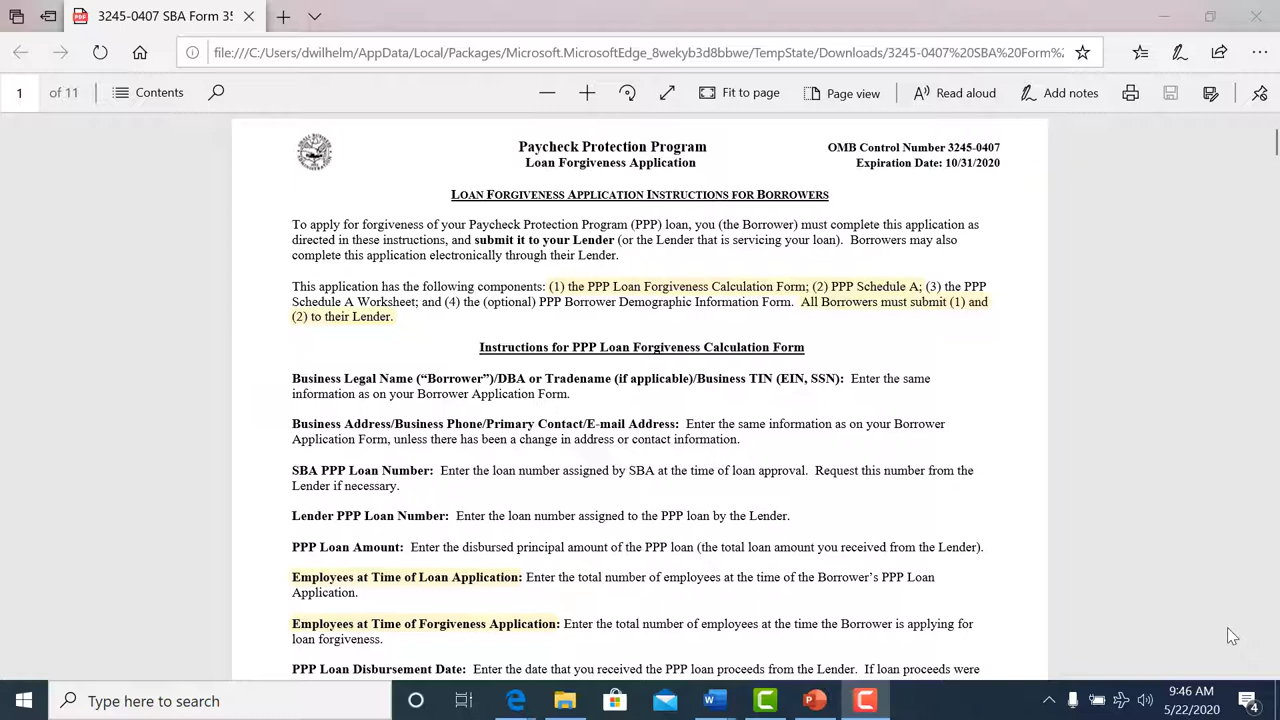 3245-0407 SBA Form 35
file:///C:/Users/dwilhelm/AppData/Local/Packages/Microsoft.MicrosoftEdge_8wekyb3d8bbwe/TempState/Downloads/3245-0407%20SBA%20Form%
1 of 11 Contents Fit to page Page view Read aloud Add notes
Paycheck Protection Program
Loan Forgiveness Application
OMB Control Number 3245-0407
Expiration Date: 10/31/2020
LOAN FORGIVENESS APPLICATION INSTRUCTIONS FOR BORROWERS
To apply for forgiveness of your Paycheck Protection Program (PPP) loan, you (the Borrower) must complete this application as
directed in these instructions, and submit it to your Lender (or the Lender that is servicing your loan). Borrowers may also
complete this application electronically through their Lender.
This application has the following components: (1) the PPP Loan Forgiveness Calculation Form; (2) PPP Schedule A; (3) the PPP
Schedule A Worksheet; and (4) the (optional) PPP Borrower Demographic Information Form. All Borrowers must submit (1) and
(2) to their Lender.
Instructions for PPP Loan Forgiveness Calculation Form
Business Legal Name (“Borrower”)/DBA or Tradename (if applicable)/Business TIN (EIN, SSN): Enter the same
information as on your Borrower Application Form.
Business Address/Business Phone/Primary Contact/E-mail Address: Enter the same information as on your Borrower
Application Form, unless there has been a change in address or contact information.
SBA PPP Loan Number: Enter the loan number assigned by SBA at the time of loan approval. Request this number from the
Lender if necessary.
Lender PPP Loan Number: Enter the loan number assigned to the PPP loan by the Lender.
PPP Loan Amount: Enter the disbursed principal amount of the PPP loan (the total loan amount you received from the Lender).
Employees at Time of Loan Application: Enter the total number of employees at the time of the Borrower’s PPP Loan
Application.
Employees at Time of Forgiveness Application: Enter the total number of employees at the time the Borrower is applying for
loan forgiveness.
PPP Loan Disbursement Date: Enter the date that you received the PPP loan proceeds from the Lender. If loan proceeds were
Type here to search
9:46 AM
5/22/2020
4